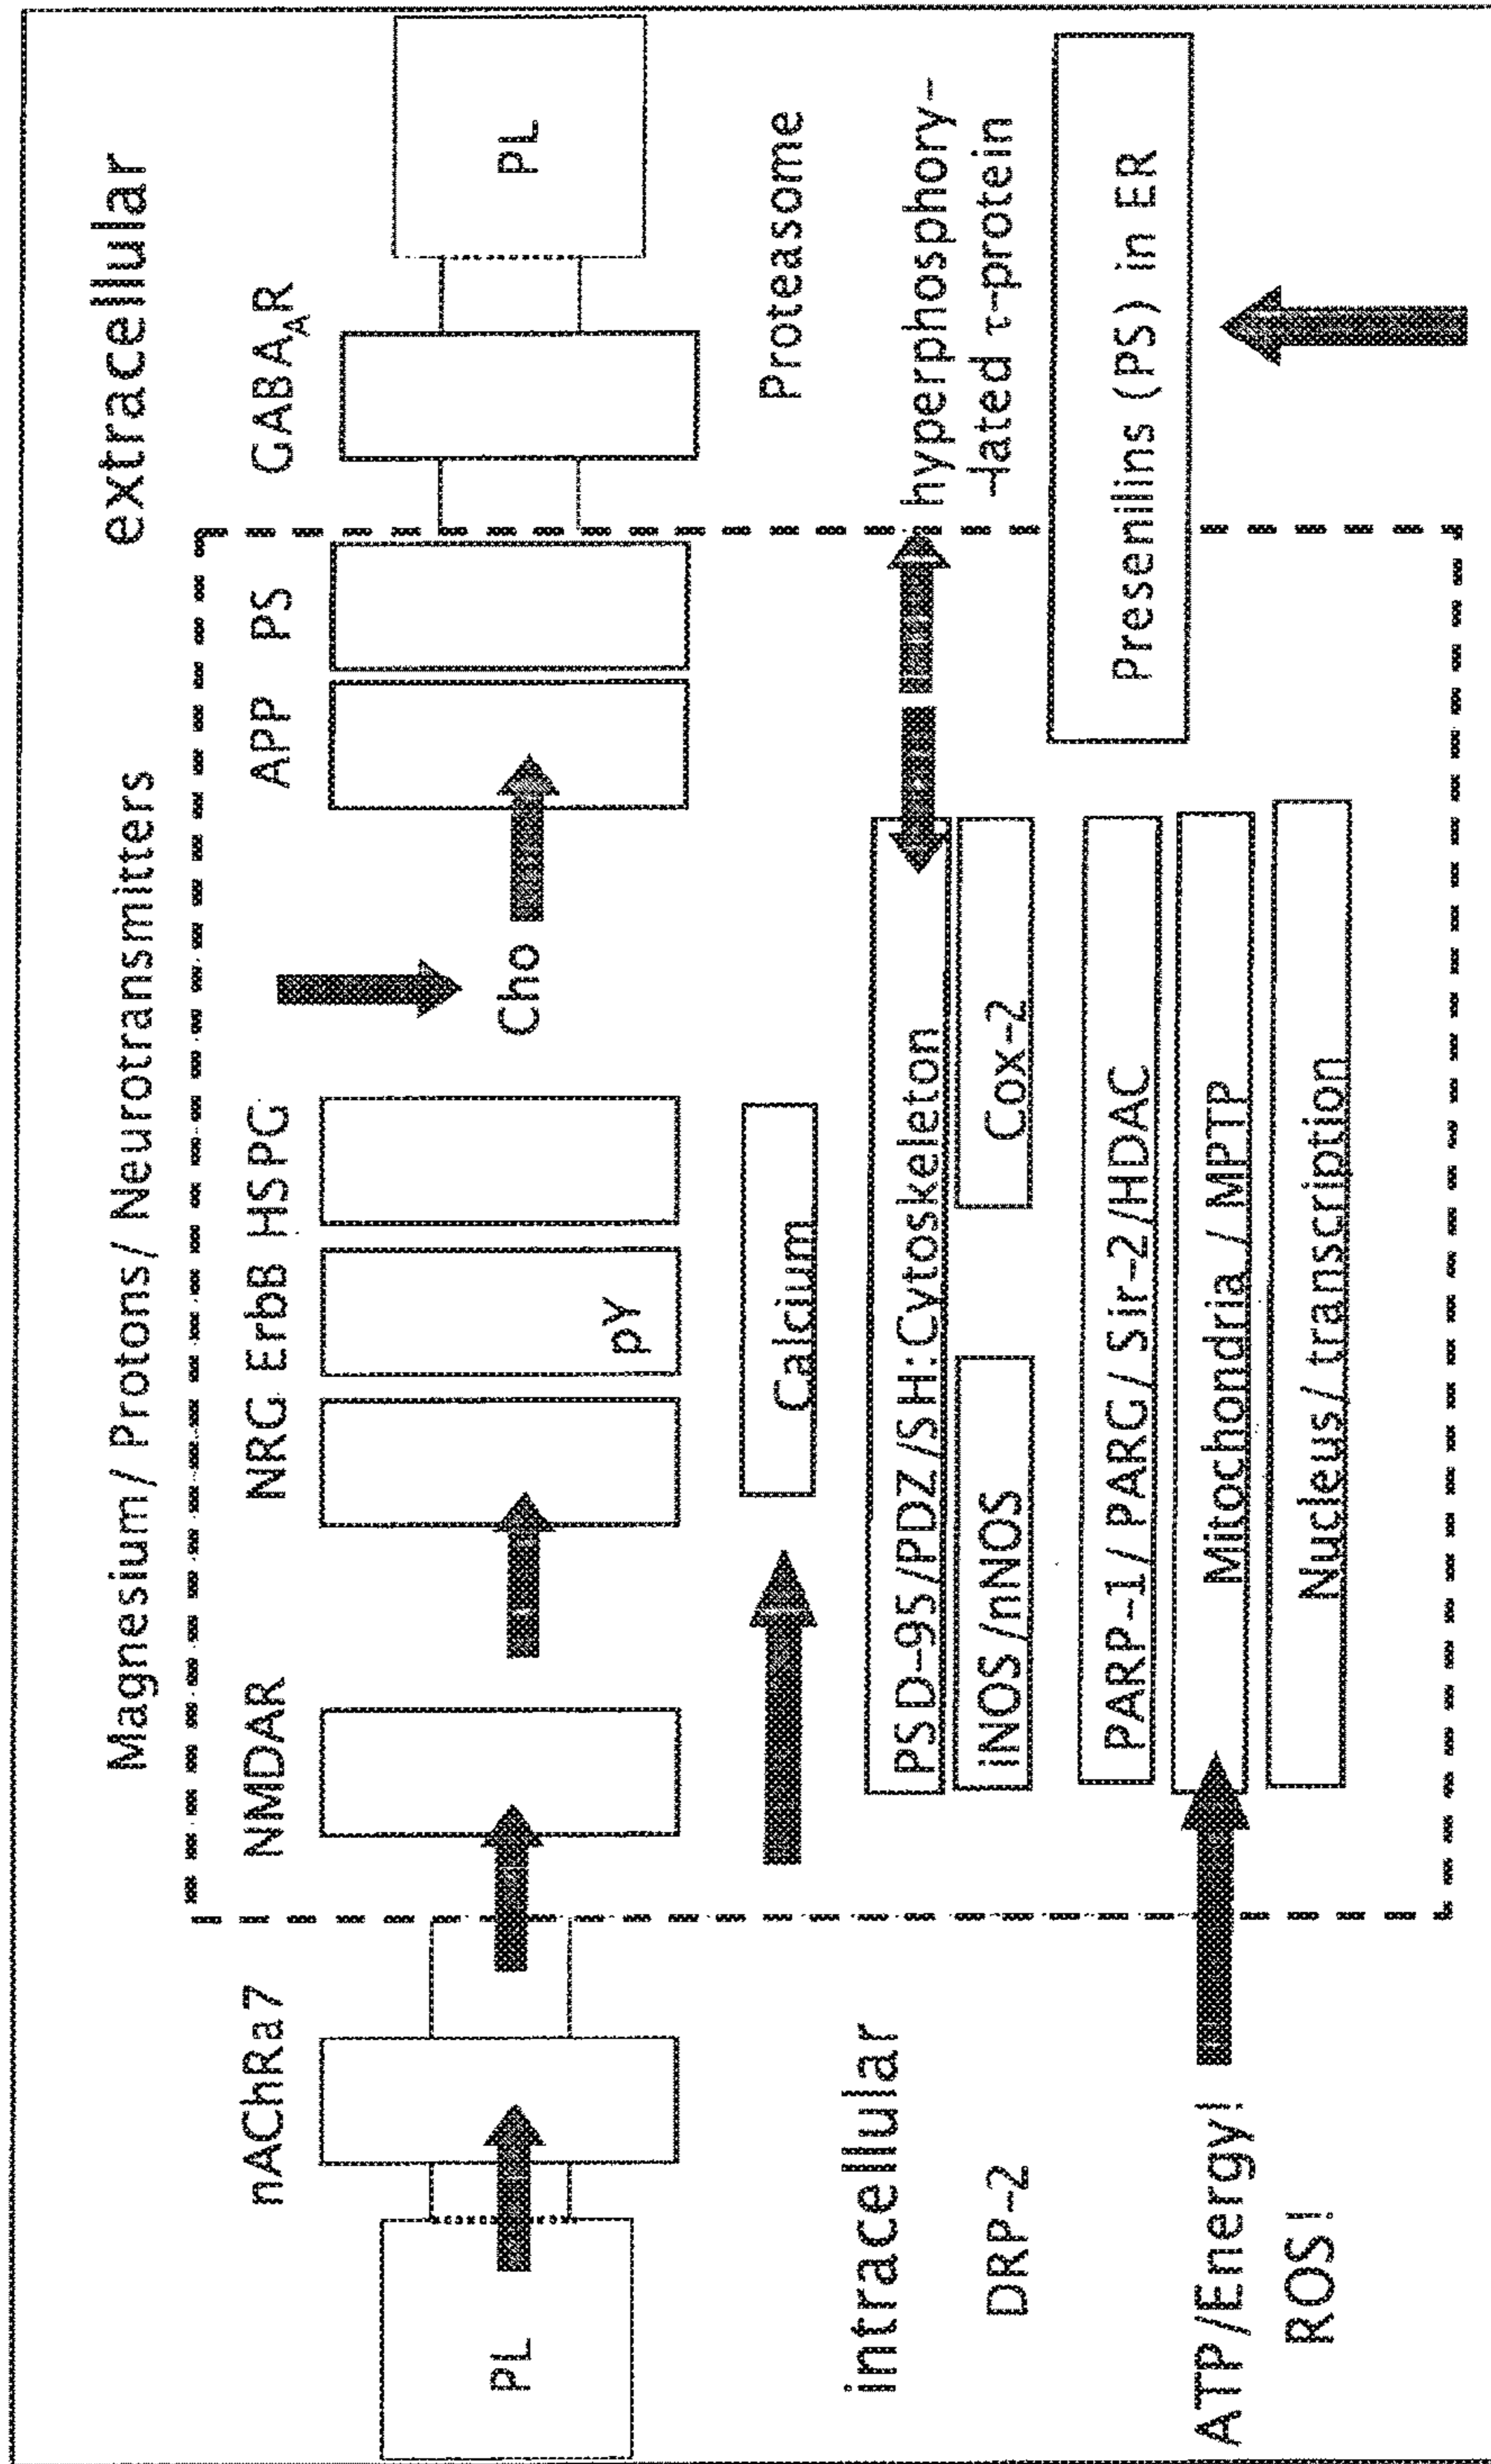 extracellular
Magnesium/ Protons/ Neurotransmitters
nAChRa7
NMDAR
NRG ErbB HSPG
APP PS
GABA_AR
PL
pY
Cho
PL
Calcium
Proteasome
intracellular
PSD-95/PDZ/SH:Cytoskeleton
hyperphosphory-
-lated τ-protein
DRP-2
iNOS/nNOS
Cox-2
PARP-1/ PARG/ Sir-2/HDAC
Presenilins (PS) in ER
ATP/Energy!
Mitochondria / MPTP
ROS!
Nucleus/ transcription